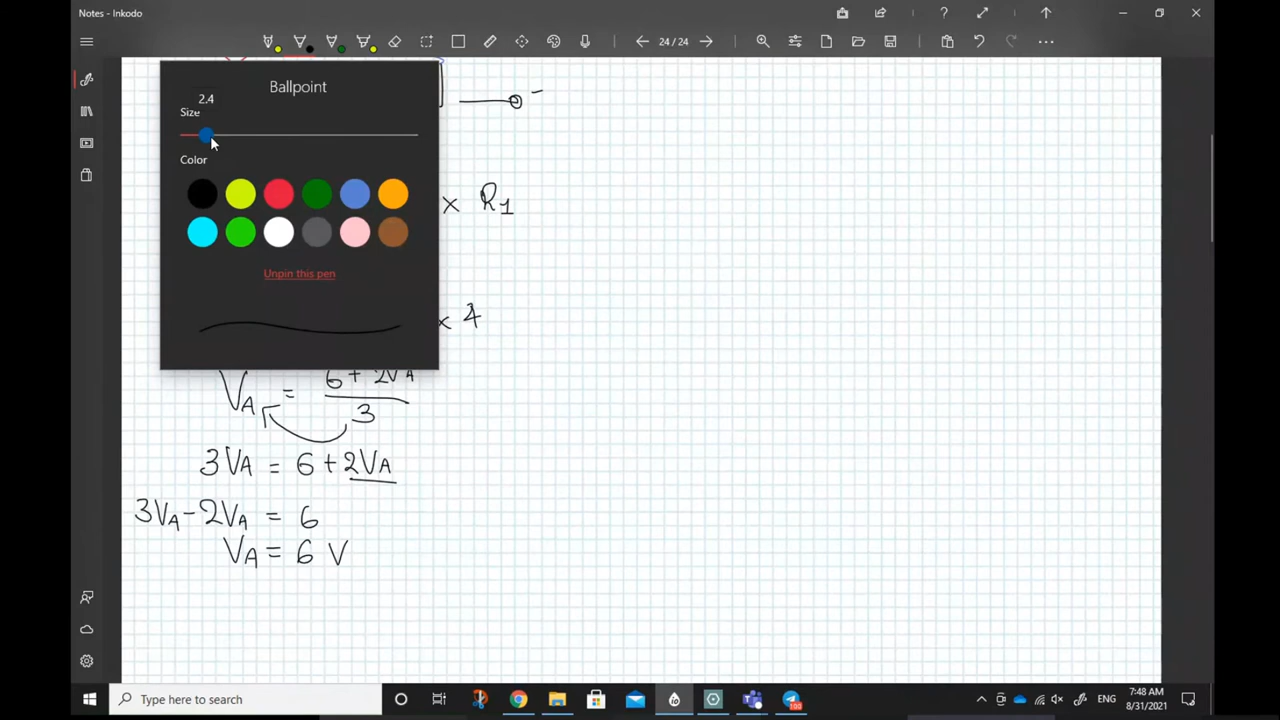 Notes - Inkodo
24 / 24
Ballpoint
2.4
Size
Color
Unpin this pen
× R1
× 4
VA = 6 + 2VA
3
3VA = 6 + 2VA
3VA - 2VA = 6
VA = 6 V
Type here to search
100
ENG
7:48 AM
8/31/2021